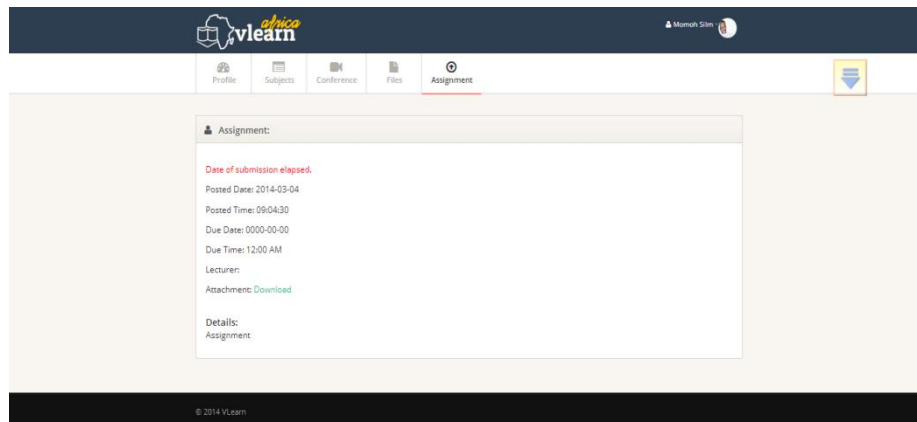 africa
vlearn
Momoh Silm
Profile
Subjects
Conference
Files
Assignment
Assignment:
Date of submission elapsed.
Posted Date: 2014-03-04
Posted Time: 09:04:30
Due Date: 0000-00-00
Due Time: 12:00 AM
Lecturer:
Attachment: Download
Details:
Assignment
© 2014 VLearn